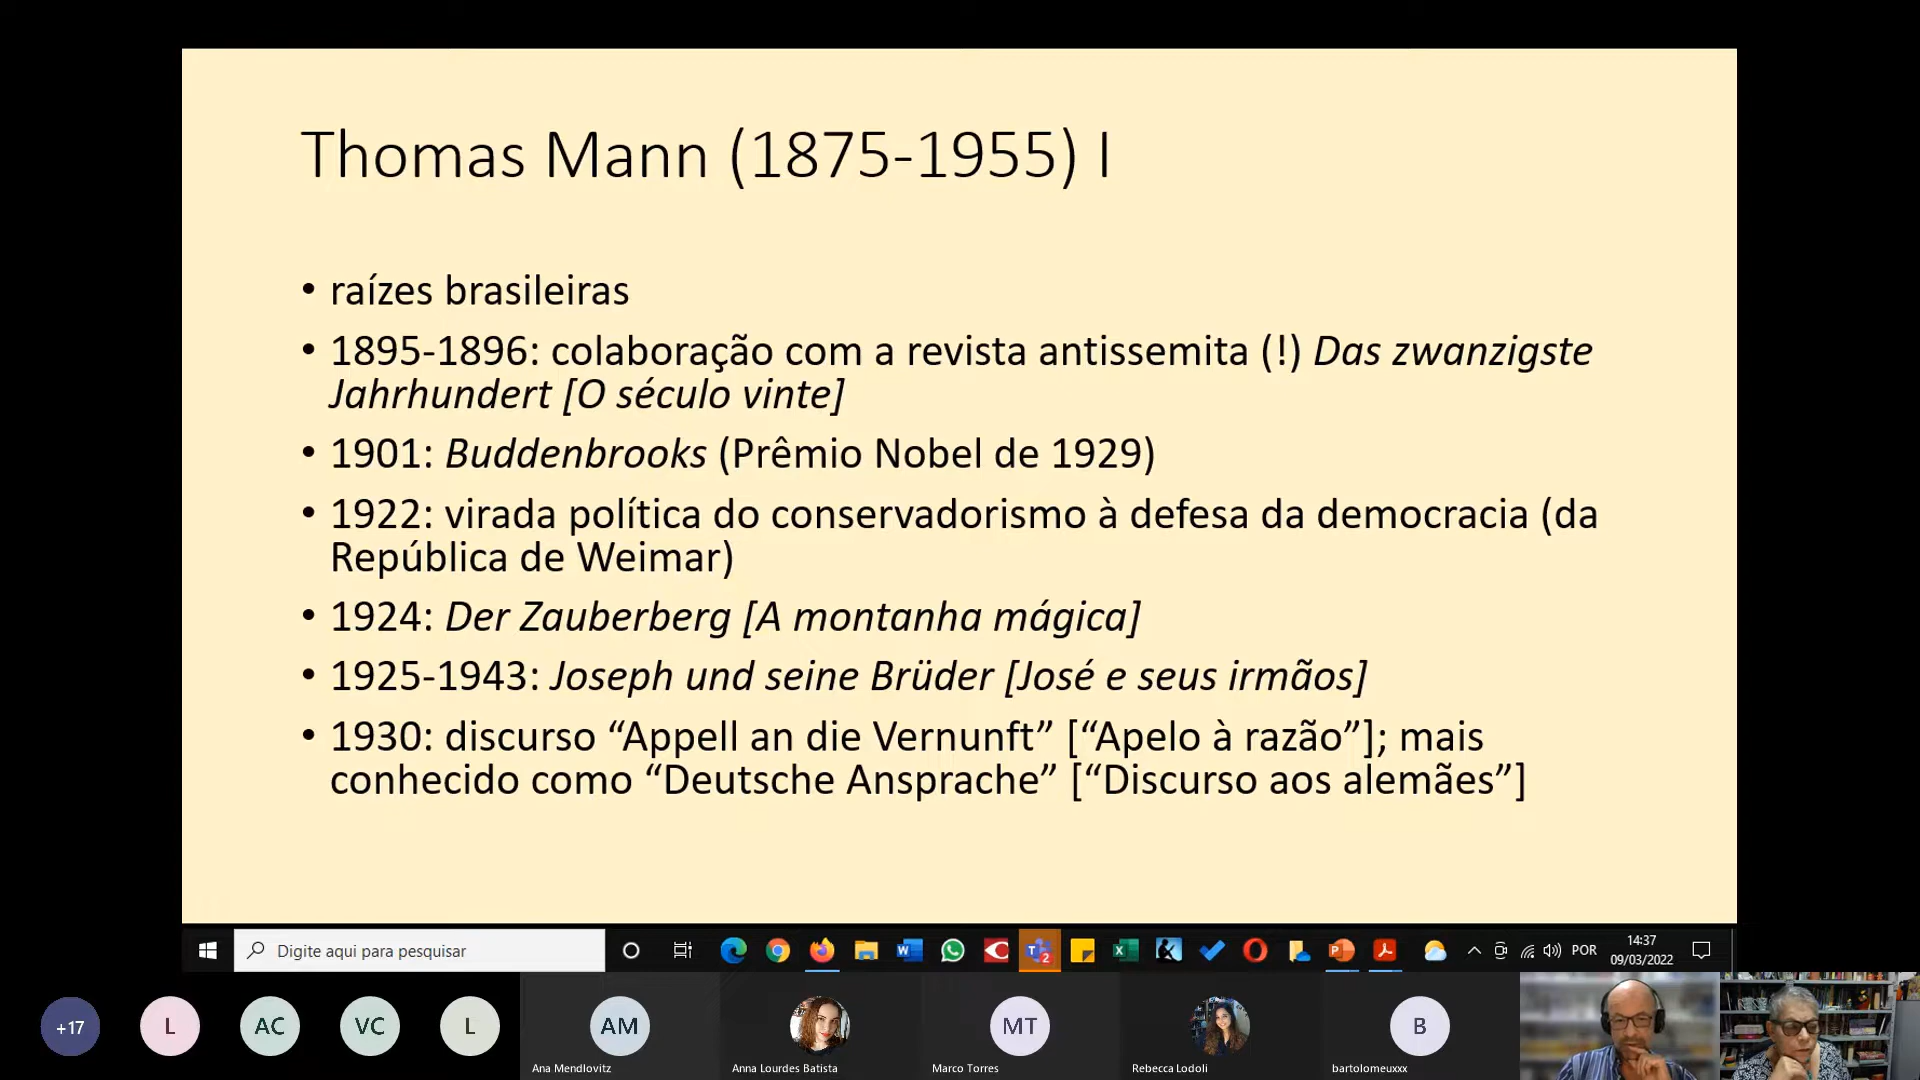 Thomas Mann (1875-1955) I
• raízes brasileiras
• 1895-1896: colaboração com a revista antissemita (!) Das zwanzigste
Jahrhundert [O século vinte]
• 1901: Buddenbrooks (Prêmio Nobel de 1929)
• 1922: virada política do conservadorismo à defesa da democracia (da
República de Weimar)
• 1924: Der Zauberberg [A montanha mágica]
• 1925-1943: Joseph und seine Brüder [José e seus irmãos]
• 1930: discurso “Appell an die Vernunft” [“Apelo à razão”]; mais
conhecido como “Deutsche Ansprache” [“Discurso aos alemães”]
Digite aqui para pesquisar
POR
14:37
09/03/2022
+17
L
AC
VC
L
AM
MT
B
Ana Mendlovitz
Anna Lourdes Batista
Marco Torres
Rebecca Lodoli
bartolomeuxxx